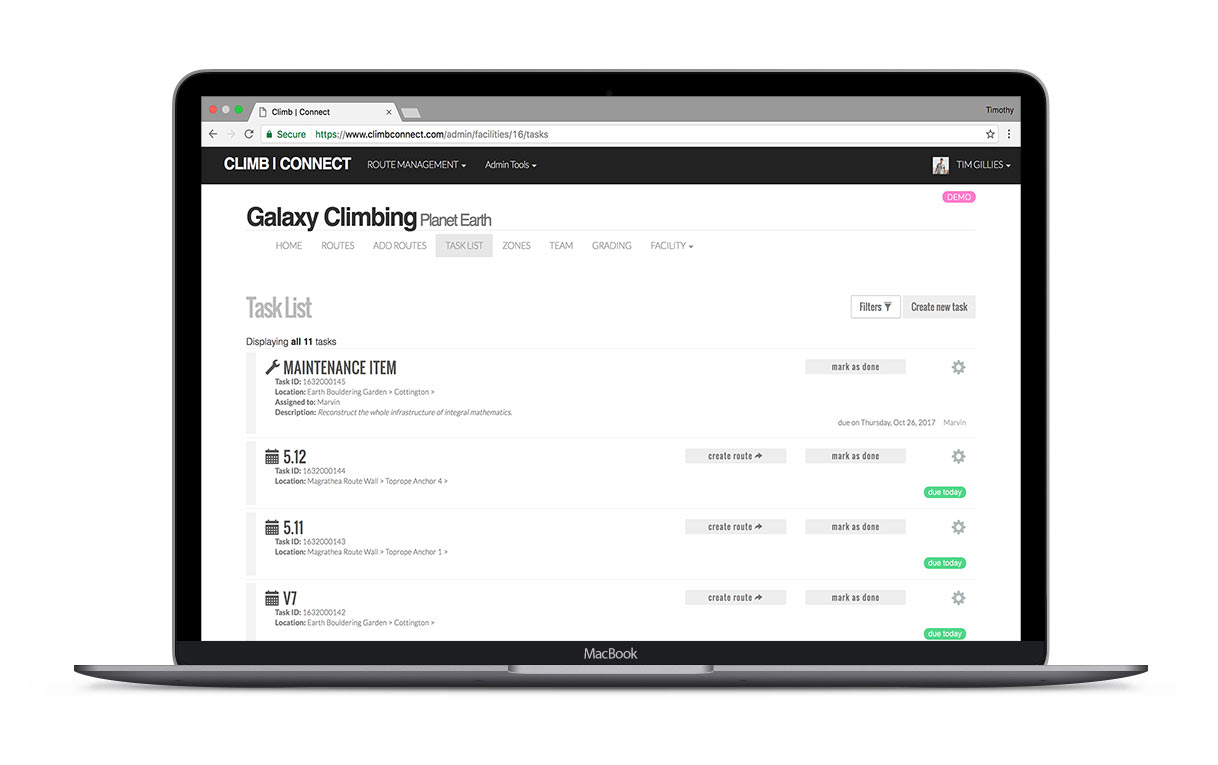 Climb | Connect
Timothy
Secure https://www.climbconnect.com/admin/facilities/16/tasks
CLIMB | CONNECT ROUTE MANAGEMENT Admin Tools TIM GILLIES
DEMO
Galaxy Climbing Planet Earth
HOME ROUTES ADD ROUTES TASK LIST ZONES TEAM GRADING FACILITY
Task List Filters Create new task
Displaying all 11 tasks
MAINTENANCE ITEM mark as done
Task ID: 1632000145
Location: Earth Bouldering Garden > Cottington >
Assigned to: Marvin
Description: Reconstruct the whole infrastructure of integral mathematics.
due on Thursday, Oct 26, 2017 Marvin
5.12 create route mark as done
Task ID: 1632000144
Location: Magrathea Route Wall > Toprope Anchor 4 >
due today
5.11 create route mark as done
Task ID: 1632000143
Location: Magrathea Route Wall > Toprope Anchor 1 >
due today
V7 create route mark as done
Task ID: 1632000142
Location: Earth Bouldering Garden > Cottington >
due today
MacBook